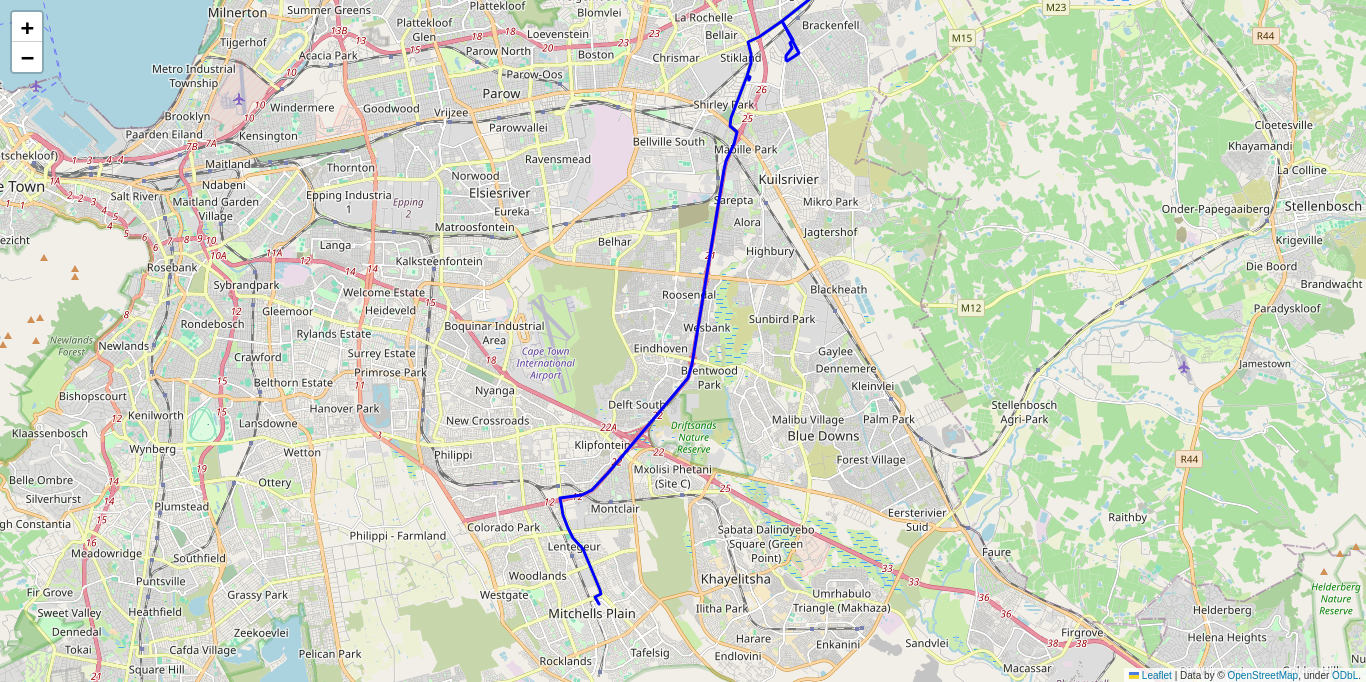 +
−
Milnerton
Summer Greens
Plattekloof
Plattekloof
Glen
Blomvlei
La Rochelle
Bellair
Brackenfell
M23
M15
R44
Tijgerhof
Acacia Park
Parow North
Loevenstein
Boston
Chrismar
Stikland
Metro Industrial
Township
Parow-Oos
Parow
Windermere
Goodwood
Vrijzee
Parowvallei
Shirley Park
Brooklyn
Paarden Eiland
Kensington
Maitland
Bellville South
Mabille Park
Cloetesville
Khayamandi
La Colline
tschekloof)
e Town
Salt River
Ndabeni
Maitland Garden
Village
Thornton
Epping Industria
1
Epping
2
Norwood
Ravensmead
Elsiesriver
Eureka
Matroosfontein
Kuilsrivier
Sarepta
Mikro Park
Alora
Jagtershof
Onder-Papegaaiberg
Stellenbosch
Krigeville
ezicht
Langa
Kalksteenfontein
Belhar
Highbury
Die Boord
Rosebank
Sybrandpark
Welcome Estate
Heideveld
Gleemoor
Roosendal
Blackheath
M12
Brandwacht
Paradyskloof
Rondebosch
Rylands Estate
Boquinar Industrial
Area
Wesbank
Sunbird Park
Newlands
Forest
Newlands
Crawford
Surrey Estate
Primrose Park
Cape Town
International
Airport
Eindhoven
Brentwood
Park
Gaylee
Dennemere
Jamestown
Belthorn Estate
Nyanga
Kleinvlei
Bishopscourt
Kenilworth
Hanover Park
Lansdowne
New Crossroads
Delft South
Driftsands
Nature
Reserve
Malibu Village
Blue Downs
Palm Park
Stellenbosch
Agri-Park
Klaassenbosch
Wynberg
Wetton
Philippi
Klipfontein
Mxolisi Phetani
(Site C)
Forest Village
R44
Belle Ombre
Silverhurst
Ottery
Plumstead
Montclair
gh Constantia
Colorado Park
Philippi - Farmland
Eersterivier
Suid
Raithby
Sabata Dalindyebo
Square (Green
Point)
Meadowridge
Southfield
Lentegeur
Faure
Puntsville
Woodlands
Khayelitsha
Fir Grove
Grassy Park
Westgate
Umrhabulo
Triangle (Makhaza)
Helderberg
Nature
Reserve
Sweet Valley
Heathfield
Mitchells Plain
Ilitha Park
Helderberg
Dennedal
Zeekoevlei
Firgrove
Helena Heights
Tokai
Cafda Village
Pelican Park
Tafelsig
Harare
Enkanini
Sandvlei
Square Hill
Rocklands
Endlovini
Macassar
Leaflet | Data by © OpenStreetMap, under ODbL.